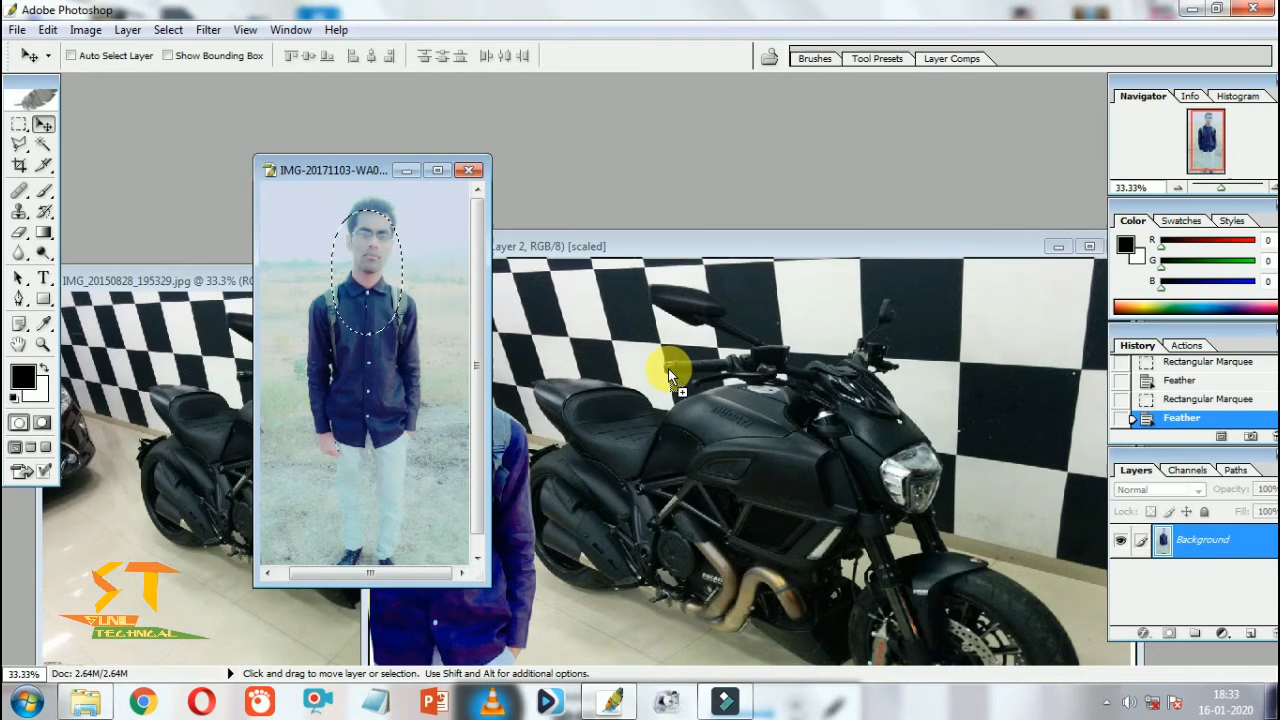 Adobe Photoshop
File Edit Image Layer Select Filter View Window Help
Auto Select Layer Show Bounding Box
Brushes Tool Presets Layer Comps
Navigator Info Histogram
33.33%
Color Swatches Styles
R 0
G 0
B 0
History Actions
Rectangular Marquee
Feather
Rectangular Marquee
Feather
Layers Channels Paths
Normal Opacity: 100%
Lock: Fill: 100%
Background
IMG-20171103-WA0...
Layer 2, RGB/8) [scaled]
IMG_20150828_195329.jpg @ 33.3% (RG
T
ST
SUNIL
TECHNICAL
33.33% Doc: 2.64M/2.64M Click and drag to move layer or selection. Use Shift and Alt for additional options.
18:33
16-01-2020